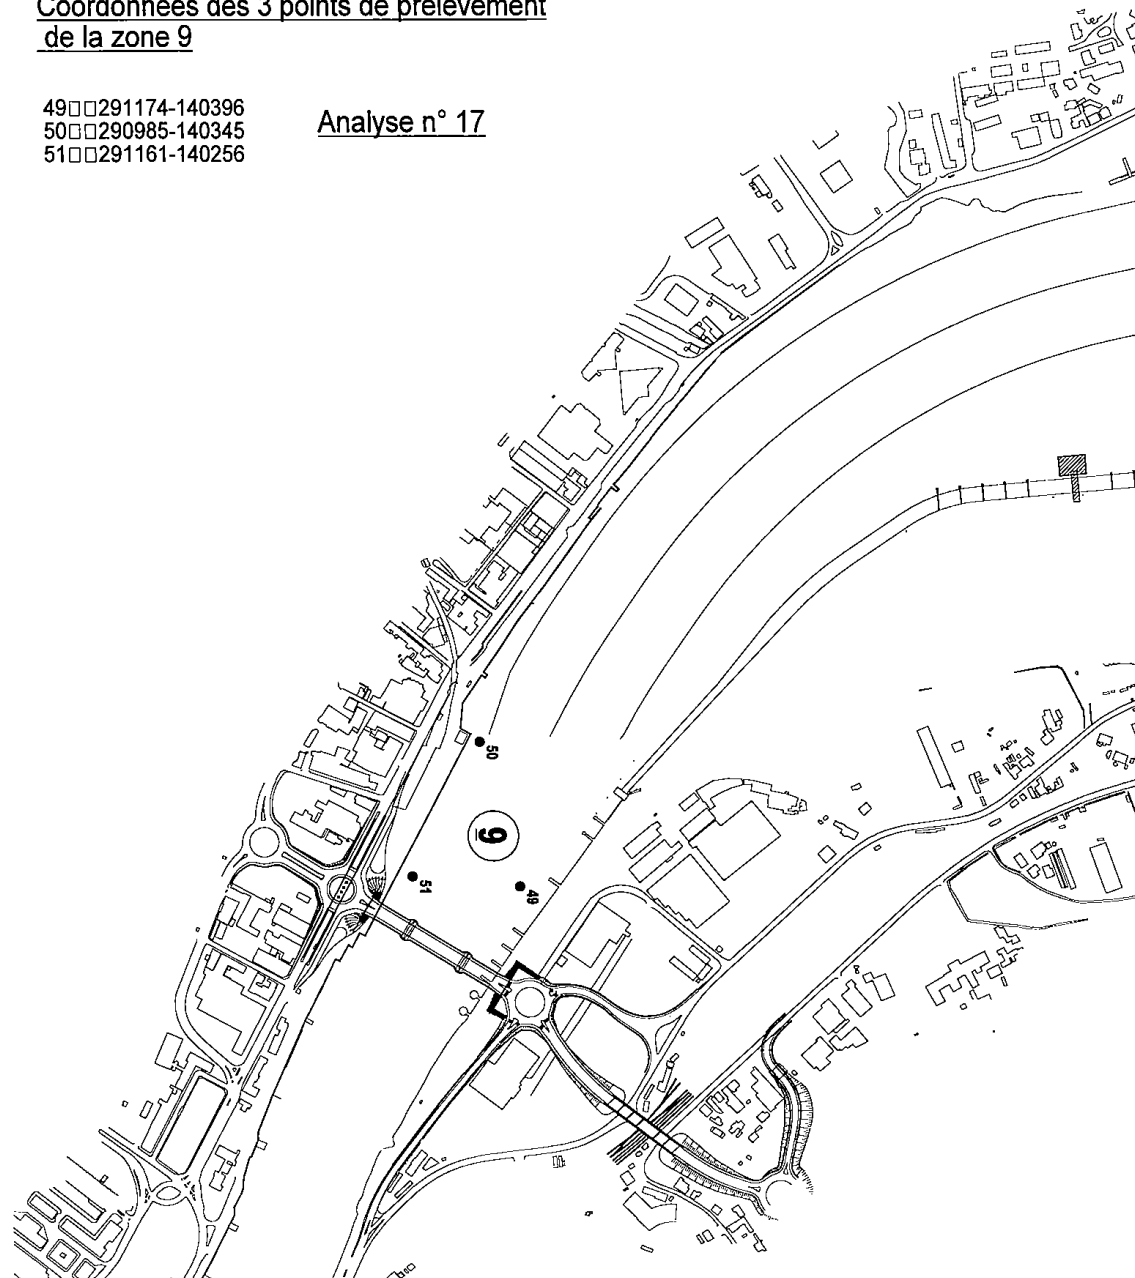 Coordonnées des 3 points de prélèvement
de la zone 9
49□□291174-140396
50□□290985-140345
51□□291161-140256
Analyse n° 17
50
9
51
49